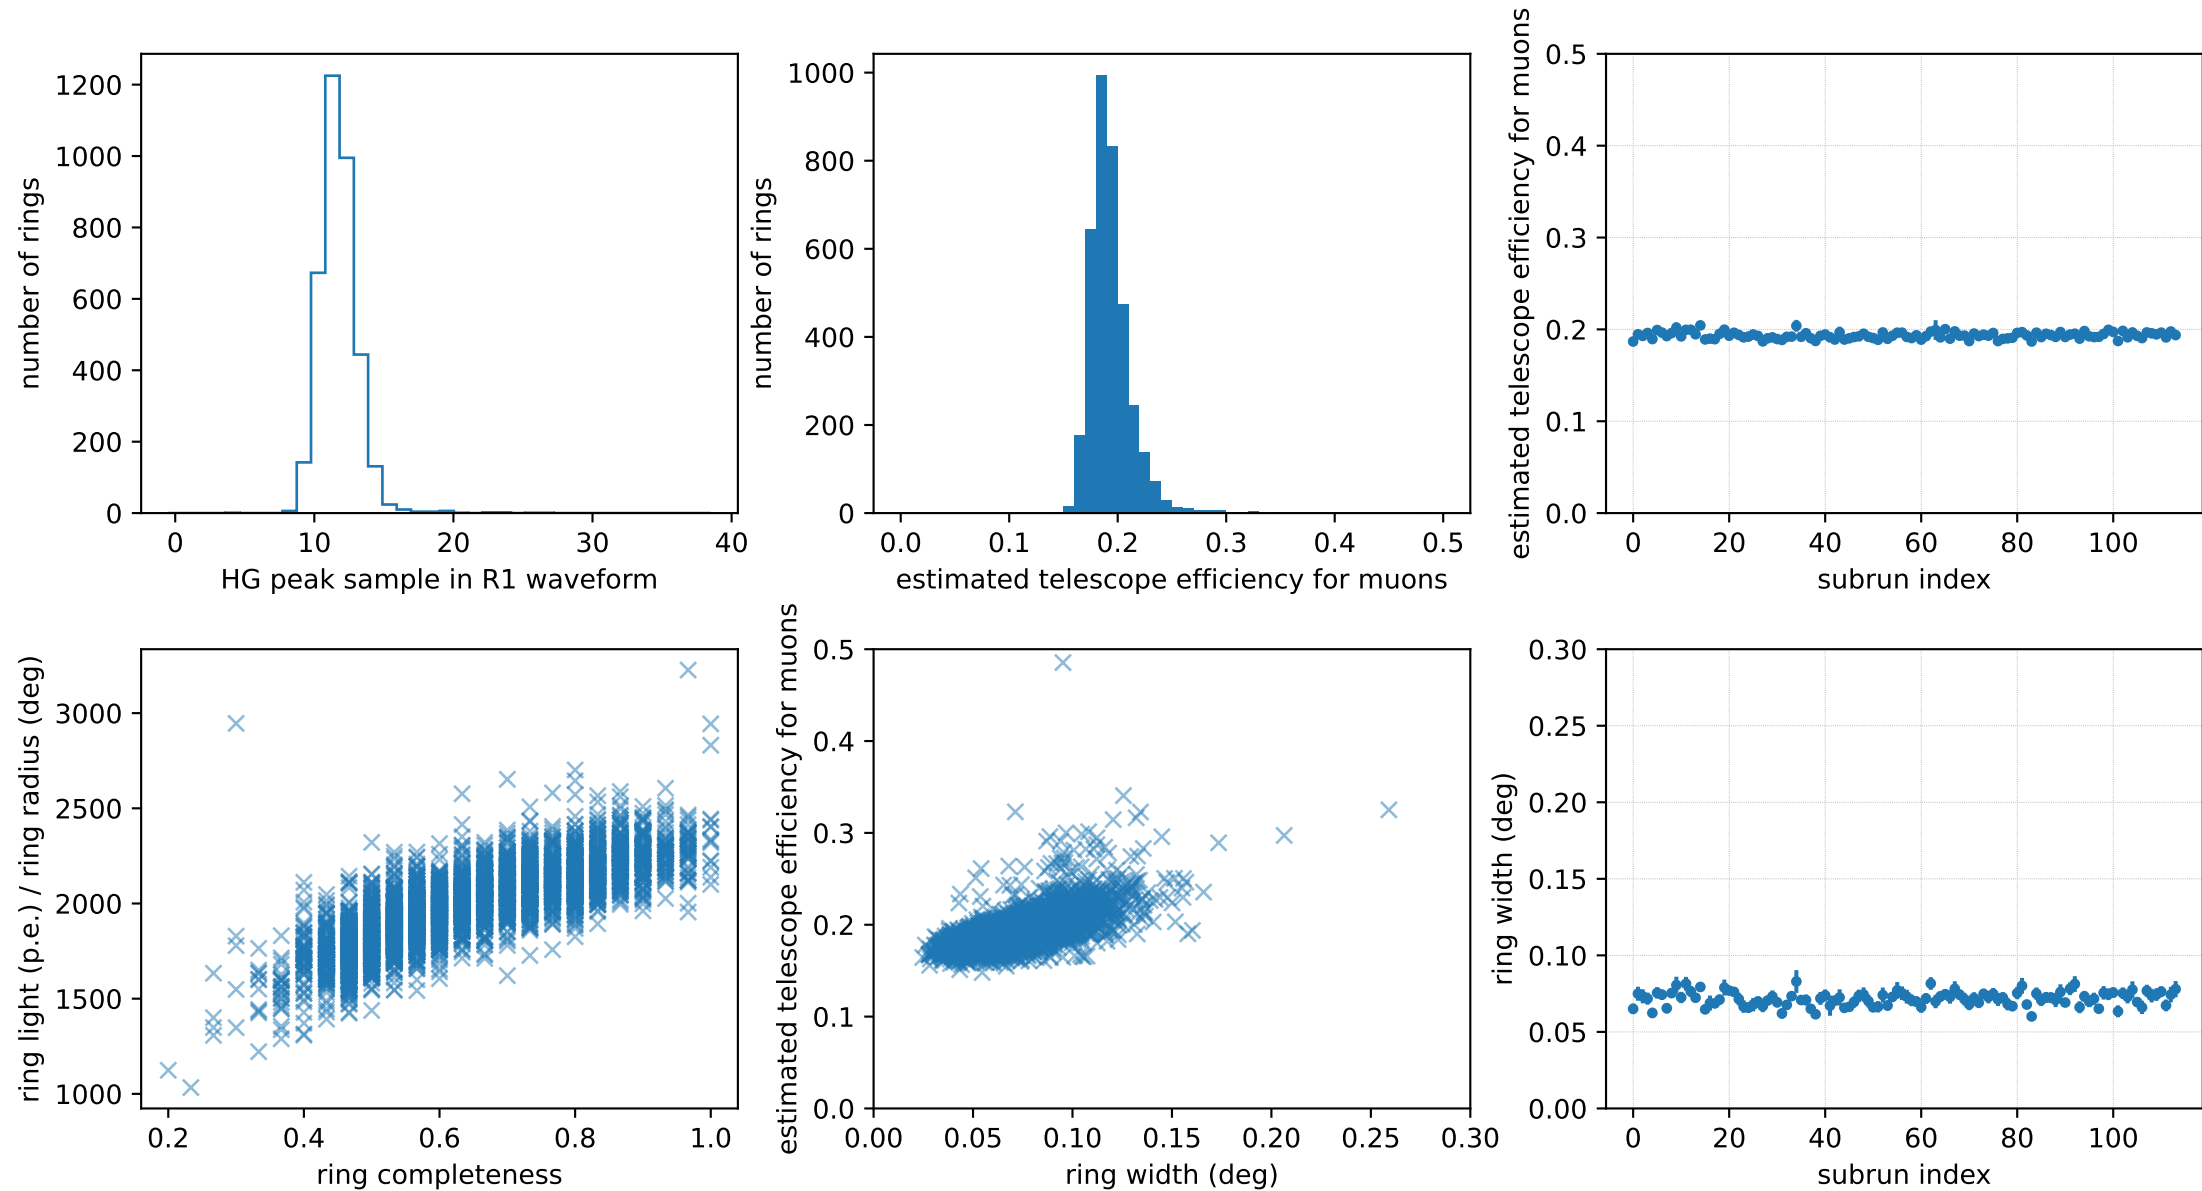 number of rings
1200
1000
800
600
400
200
0
0 10 20 30 40
HG peak sample in R1 waveform
number of rings
1000
800
600
400
200
0
0.0 0.1 0.2 0.3 0.4 0.5
estimated telescope efficiency for muons
estimated telescope efficiency for muons
0.5
0.4
0.3
0.2
0.1
0.0
0 20 40 60 80 100
subrun index
ring light (p.e.) / ring radius (deg)
3000
2500
2000
1500
1000
0.2 0.4 0.6 0.8 1.0
ring completeness
estimated telescope efficiency for muons
0.5
0.4
0.3
0.2
0.1
0.0
0.00 0.05 0.10 0.15 0.20 0.25 0.30
ring width (deg)
ring width (deg)
0.30
0.25
0.20
0.15
0.10
0.05
0.00
0 20 40 60 80 100
subrun index